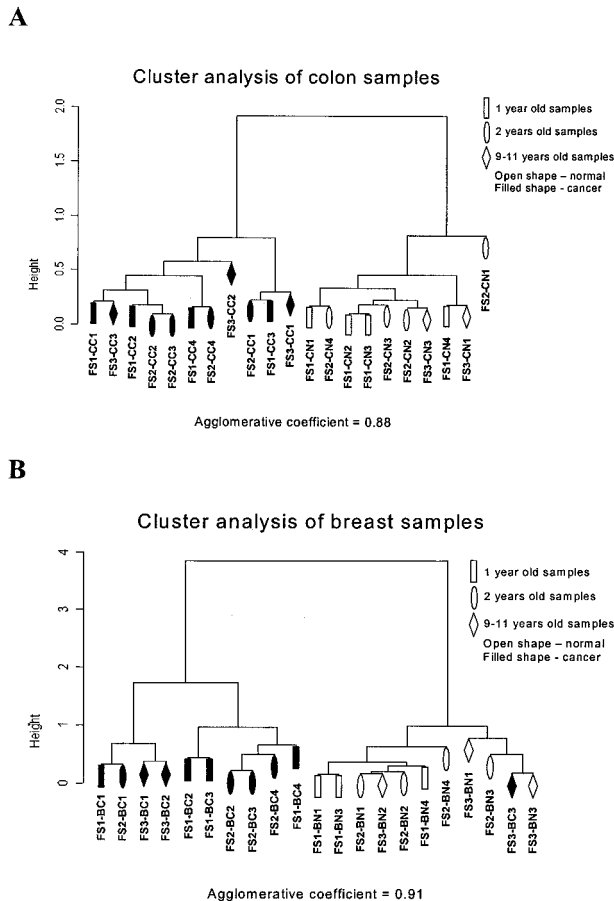 A
Cluster analysis of colon samples
1 year old samples
2 years old samples
9-11 years old samples
Open shape – normal
Filled shape - cancer
Height
2.0
1.5
1.0
0.5
0.0
FS1-CC1
FS3-CC3
FS1-CC2
FS2-CC2
FS2-CC3
FS1-CC4
FS2-CC4
FS3-CC2
FS2-CC1
FS1-CC3
FS3-CC1
FS1-CN1
FS2-CN4
FS1-CN2
FS1-CN3
FS2-CN3
FS2-CN2
FS3-CN3
FS1-CN4
FS3-CN1
FS2-CN1
Agglomerative coefficient = 0.88
B
Cluster analysis of breast samples
1 year old samples
2 years old samples
9-11 years old samples
Open shape – normal
Filled shape - cancer
Height
4
3
2
1
0
FS1-BC1
FS2-BC1
FS3-BC1
FS3-BC2
FS1-BC2
FS1-BC3
FS2-BC2
FS2-BC3
FS2-BC4
FS1-BC4
FS1-BN1
FS1-BN3
FS2-BN1
FS3-BN2
FS2-BN2
FS1-BN4
FS2-BN4
FS3-BN1
FS2-BN3
FS3-BC3
FS3-BN3
Agglomerative coefficient = 0.91